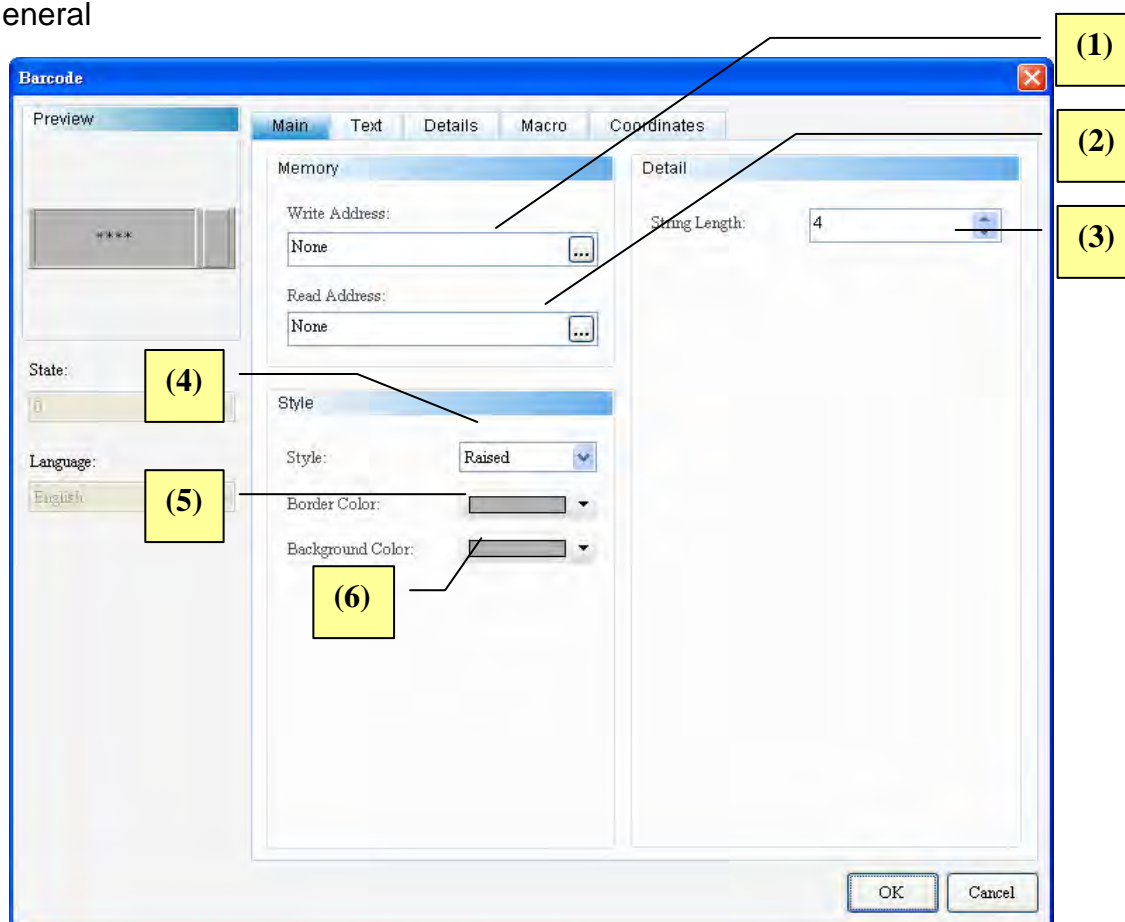 eneral
(1)
Barcode
Preview
Main Text Details Macro Coordinates
(2)
Memory
Detail
Write Address:
String Length: 4
(3)
****
None ...
Read Address:
None ...
State:
(4)
0
Style
Style: Raised
Language:
English
(5)
Border Color:
Background Color:
(6)
OK Cancel